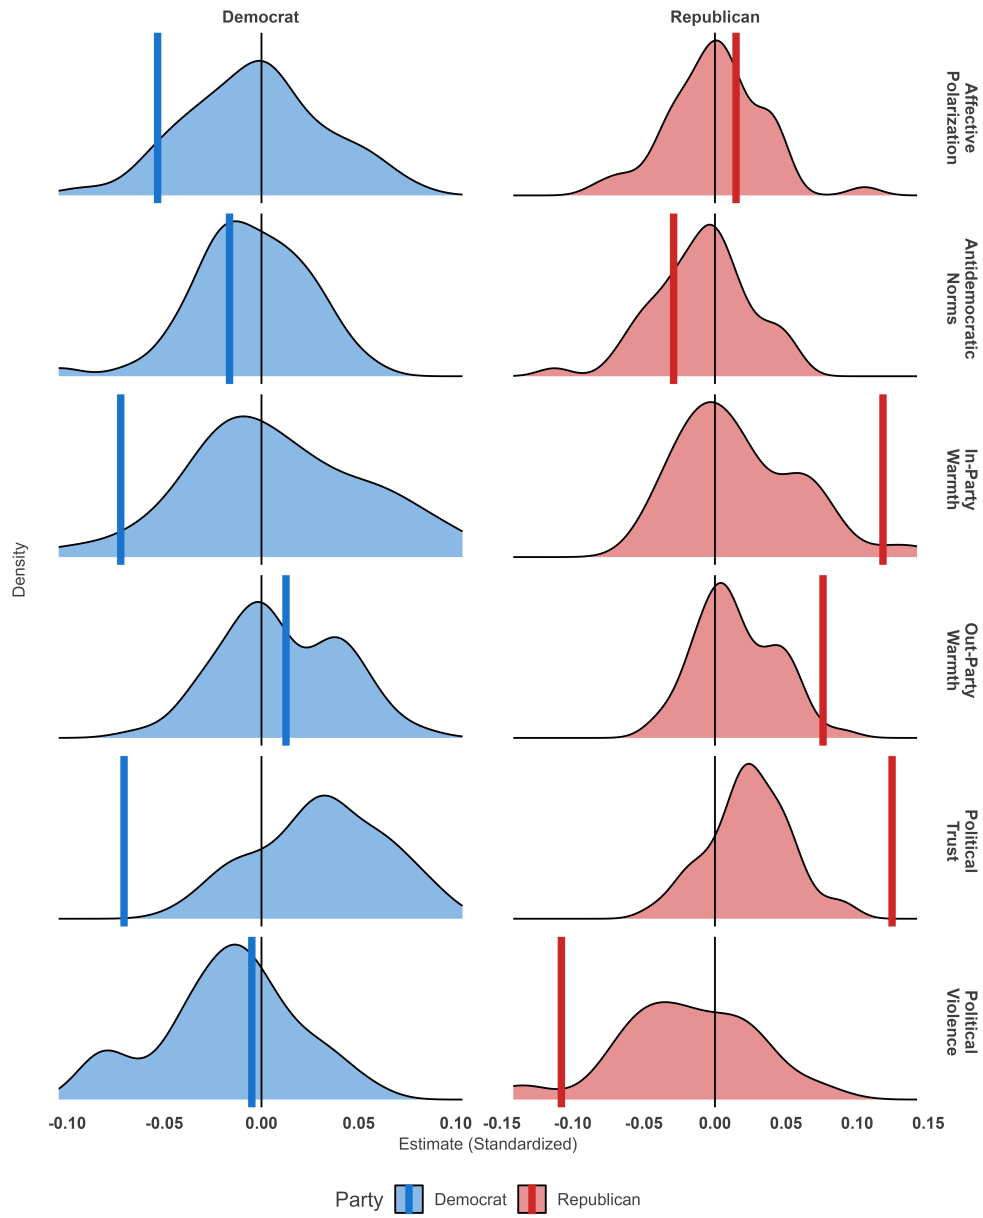 Democrat
Republican
Affective
Polarization
Antidemocratic
Norms
In-Party
Warmth
Out-Party
Warmth
Political
Trust
Political
Violence
Density
-0.10 -0.05 0.00 0.05 0.10 -0.15 -0.10 -0.05 0.00 0.05 0.10 0.15
Estimate (Standardized)
Party Democrat Republican